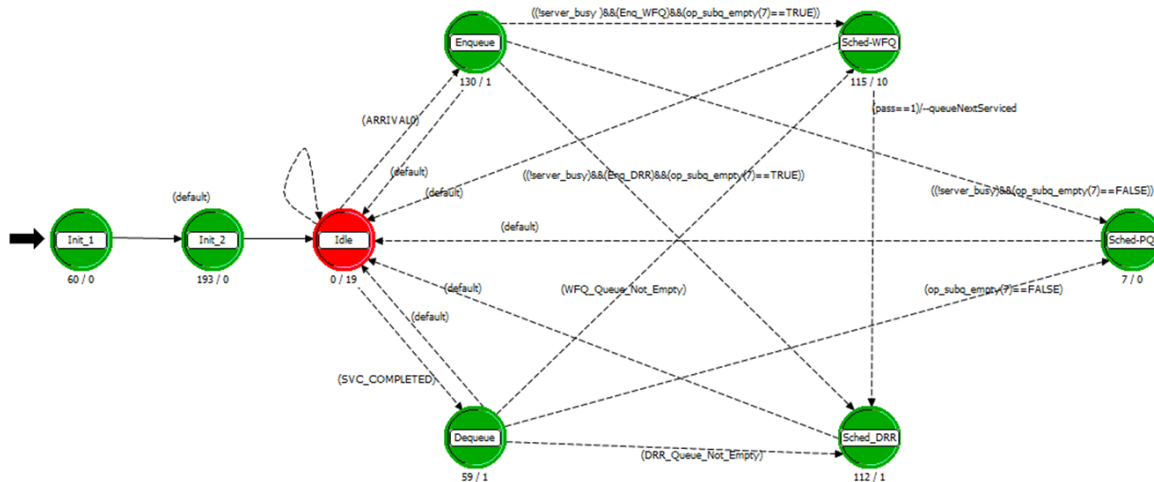 ((!server_busy )&&(Enq_WFQ)&&(op_subq_empty(7)==TRUE))
Enqueue
Sched-WFQ
130 / 1
115 / 10
(pass==1)/--queueNextServiced
(ARRIVAL0)
(default)
(default)
((!server_busy)&&(Enq_DRR)&&(op_subq_empty(7)==TRUE))
(default)
((!server_busy)&&(op_subq_empty(7)==FALSE))
(default)
Init_1
Init_2
Idle
Sched-PQ
60 / 0
193 / 0
0 / 19
7 / 0
(default)
(WFQ_Queue_Not_Empty)
(op_subq_empty(7)==FALSE)
(default)
(SVC_COMPLETED)
Dequeue
Sched_DRR
(DRR_Queue_Not_Empty)
59 / 1
112 / 1